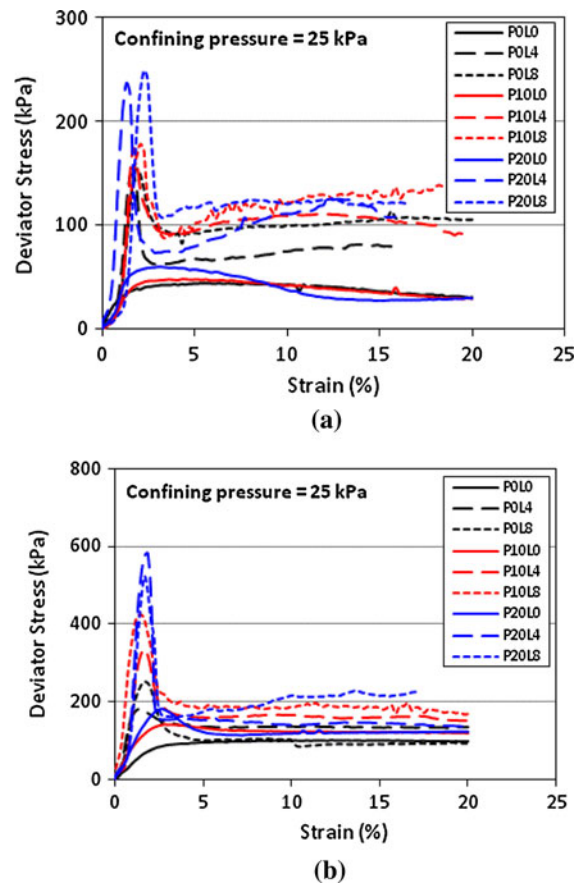 (a)
Confining pressure = 25 kPa
Deviator Stress (kPa)
300
200
100
0
0
5
10
15
20
Strain (%)
P0L0
P0L4
P0L8
P10L0
P10L4
P10L8
P20L0
P20L4
P20L8
(a)
Confining pressure = 25 kPa
Deviator Stress (kPa)
800
600
400
200
0
0
5
10
15
20
Strain (%)
P0L0
P0L4
P0L8
P10L0
P10L4
P10L8
P20L0
P20L4
P20L8
(b)